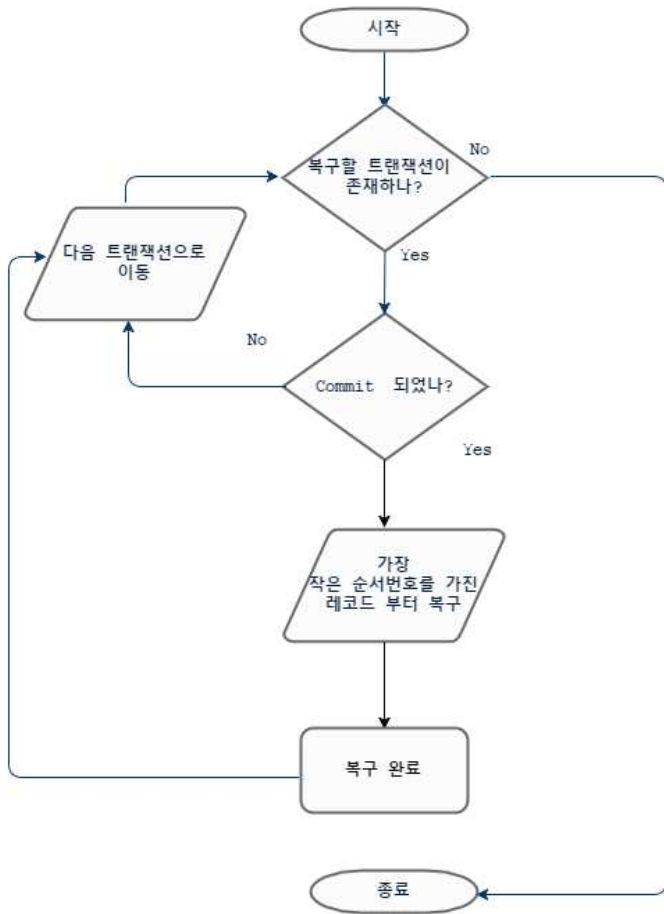 시작
복구할 트랜잭션이
존재하나?
No
Yes
다음 트랜잭션으로
이동
No
Commit 되었나?
Yes
가장
작은 순서번호를 가진
레코드 부터 복구
복구 완료
종료